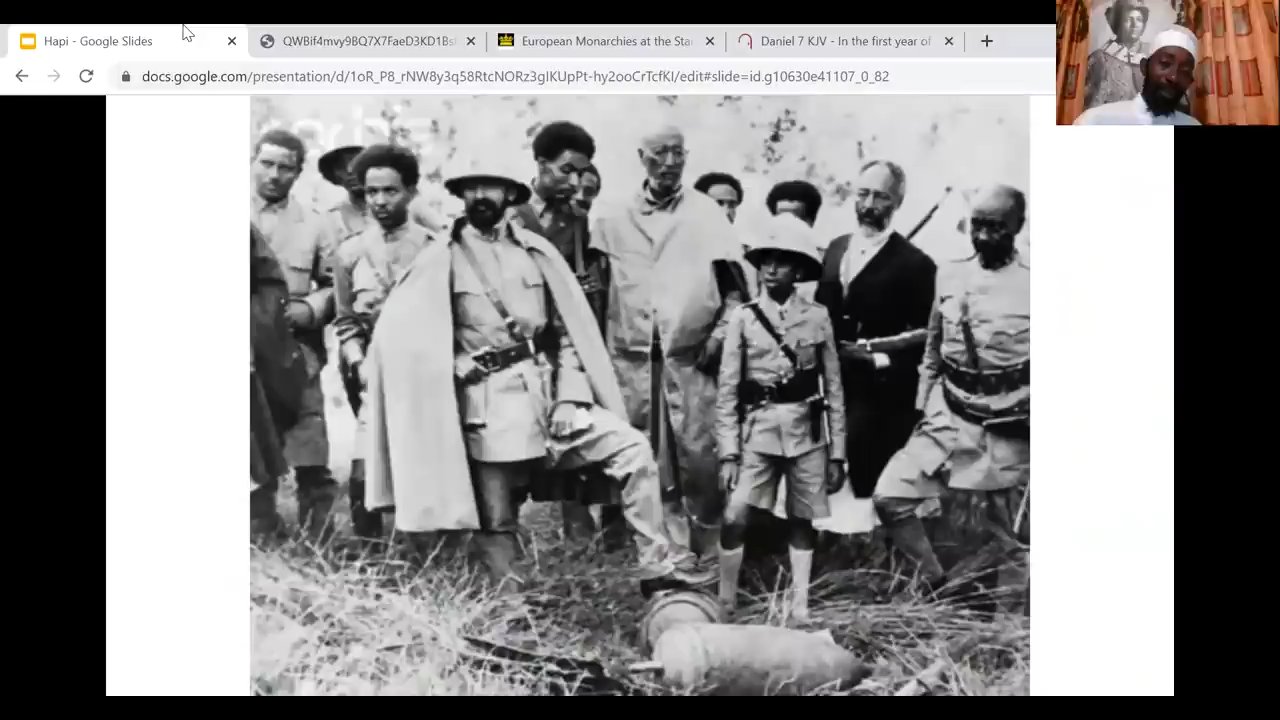 Hapi - Google Slides
QWBif4mvy9BQ7X7FaeD3KD1Bs
European Monarchies at the Sta
Daniel 7 KJV - In the first year of
docs.google.com/presentation/d/1oR_P8_rNW8y3q58RtcNORz3gIKUpPt-hy2ooCrTcfKI/edit#slide=id.g10630e41107_0_82